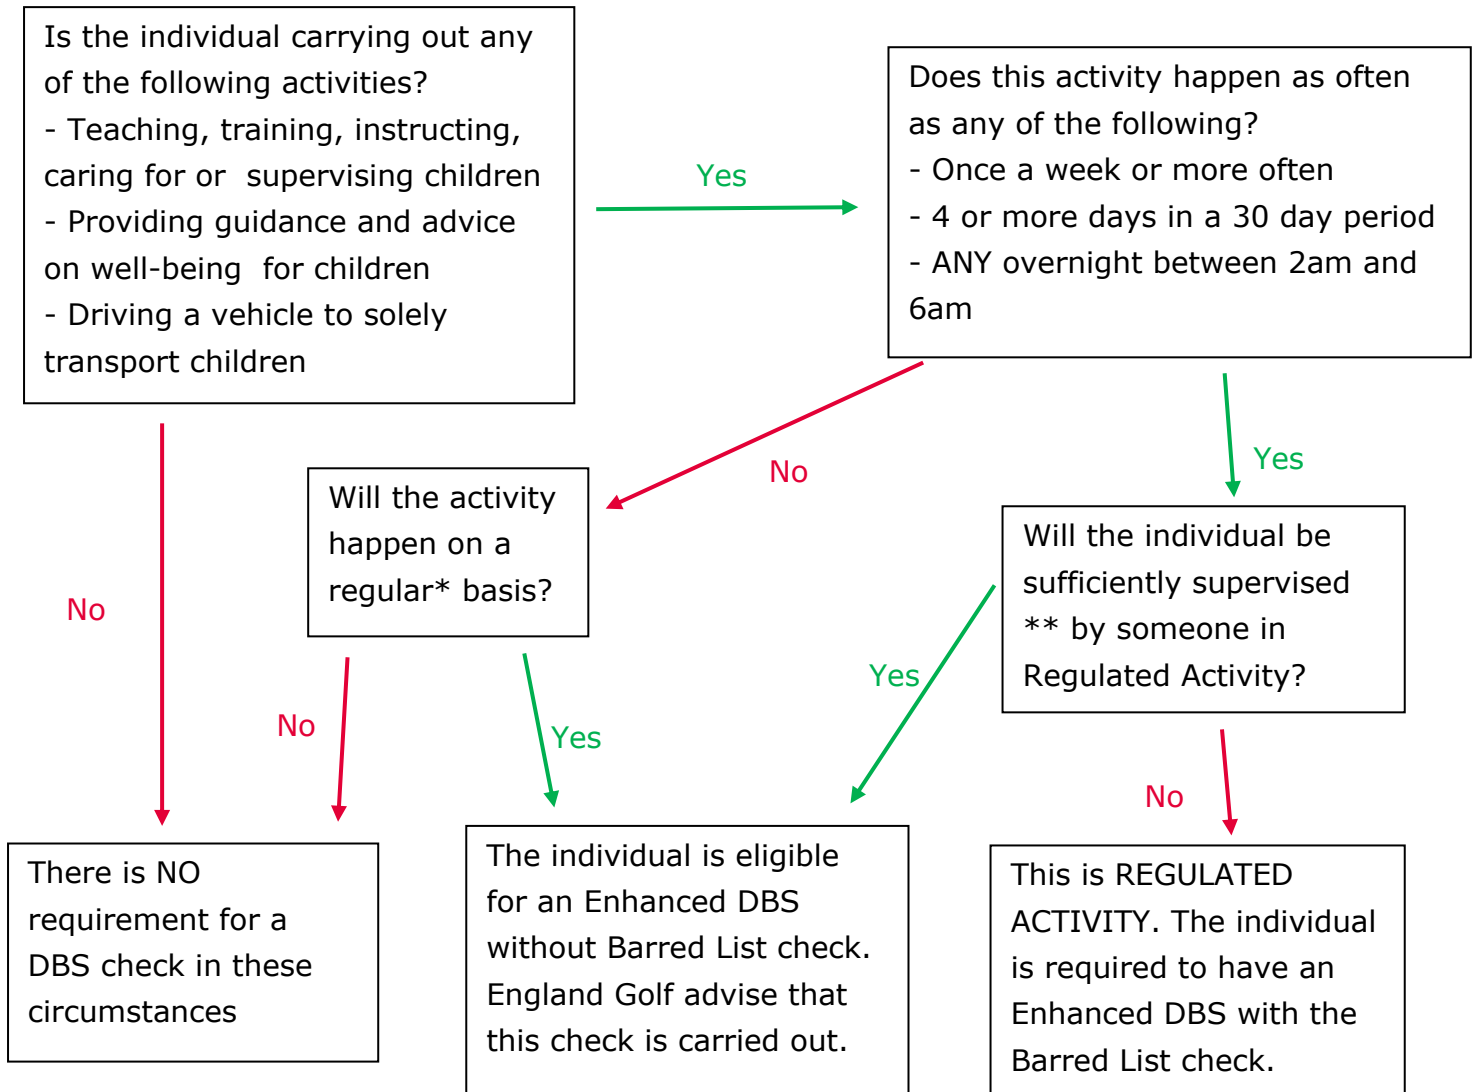 Is the individual carrying out any
of the following activities?
- Teaching, training, instructing,
caring for or supervising children
- Providing guidance and advice
on well-being for children
- Driving a vehicle to solely
transport children
Yes
Does this activity happen as often
as any of the following?
- Once a week or more often
- 4 or more days in a 30 day period
- ANY overnight between 2am and
6am
No
Yes
Will the activity
happen on a
regular* basis?
Will the individual be
sufficiently supervised
** by someone in
Regulated Activity?
No
No
Yes
Yes
No
There is NO
requirement for a
DBS check in these
circumstances
The individual is eligible
for an Enhanced DBS
without Barred List check.
England Golf advise that
this check is carried out.
This is REGULATED
ACTIVITY. The individual
is required to have an
Enhanced DBS with the
Barred List check.